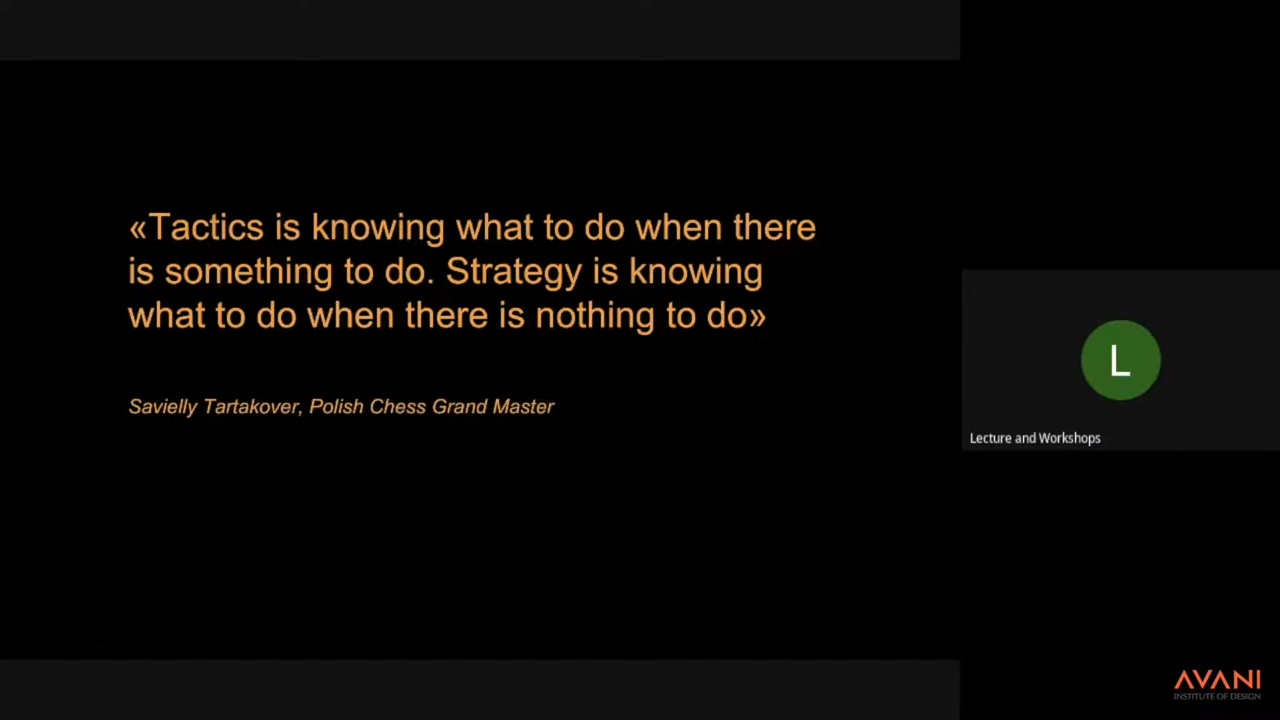 «Tactics is knowing what to do when there
is something to do. Strategy is knowing
what to do when there is nothing to do»
Savielly Tartakover, Polish Chess Grand Master
L
Lecture and Workshops
AVANI
INSTITUTE OF DESIGN